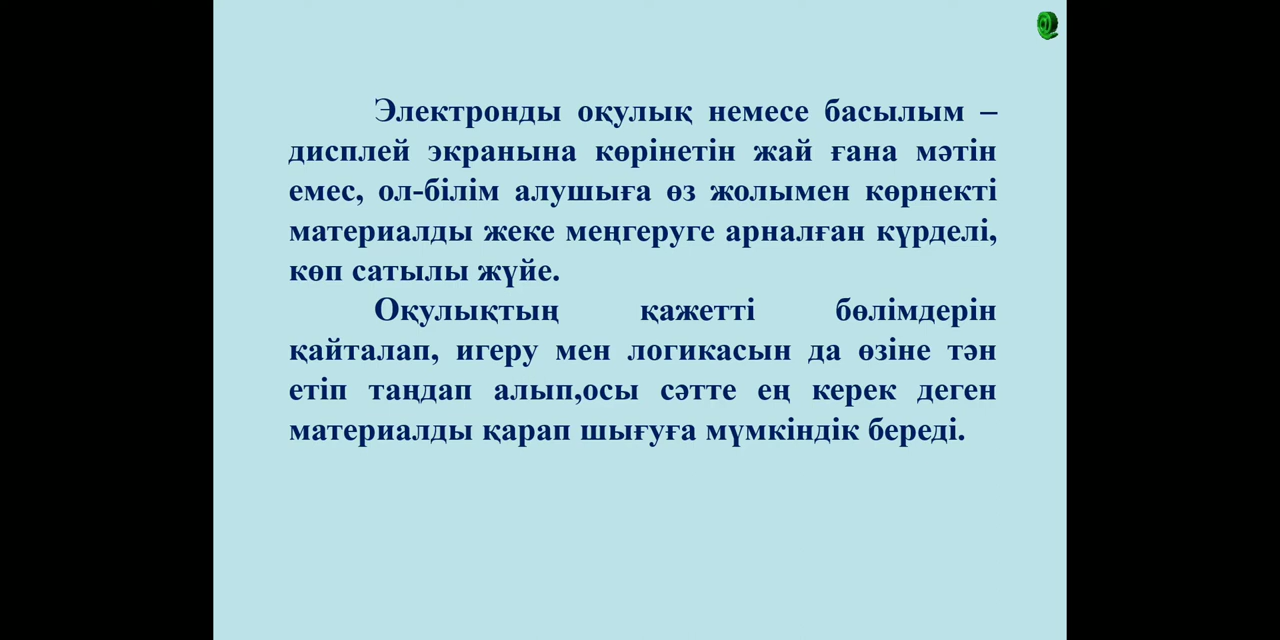 Электронды оқулық немесе басылым –
дисплей экранына көрінетін жай ғана мәтін
емес, ол-білім алушыға өз жолымен көрнекті
материалды жеке меңгеруге арналған күрделі,
көп сатылы жүйе.
Оқулықтың қажетті бөлімдерін
қайталап, игеру мен логикасын да өзіне тән
етіп таңдап алып,осы сәтте ең керек деген
материалды қарап шығуға мүмкіндік береді.